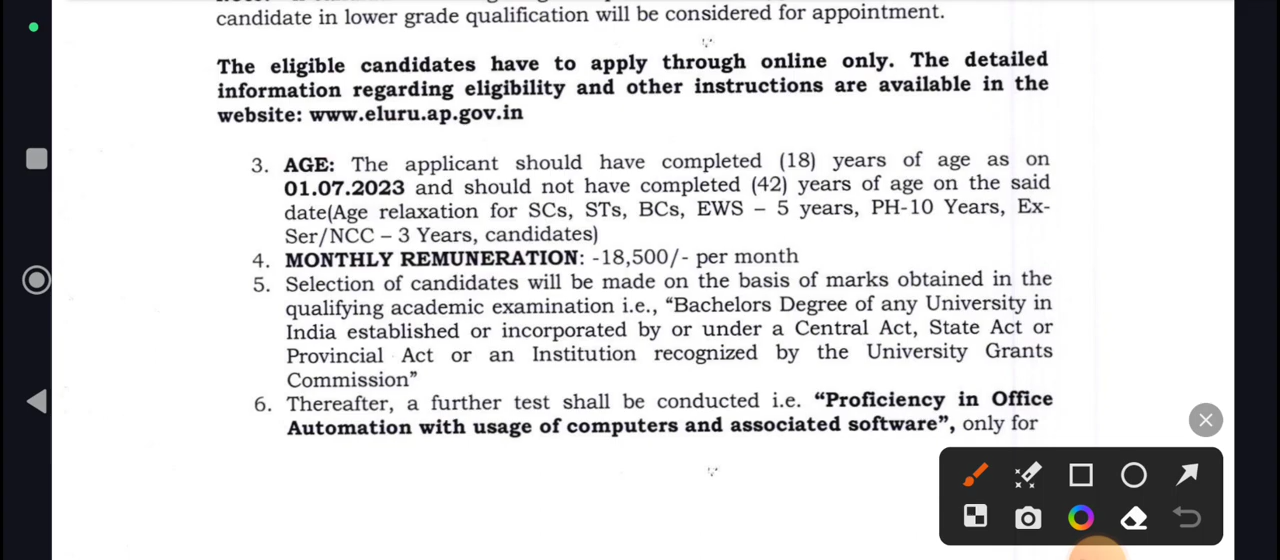 candidate in lower grade qualification will be considered for appointment.
The eligible candidates have to apply through online only. The detailed
information regarding eligibility and other instructions are available in the
website: www.eluru.ap.gov.in
3. AGE: The applicant should have completed (18) years of age as on
01.07.2023 and should not have completed (42) years of age on the said
date(Age relaxation for SCs, STs, BCs, EWS – 5 years, PH-10 Years, Ex-
Ser/NCC – 3 Years, candidates)
4. MONTHLY REMUNERATION: -18,500/- per month
5. Selection of candidates will be made on the basis of marks obtained in the
qualifying academic examination i.e., “Bachelors Degree of any University in
India established or incorporated by or under a Central Act, State Act or
Provincial Act or an Institution recognized by the University Grants
Commission”
6. Thereafter, a further test shall be conducted i.e. “Proficiency in Office
Automation with usage of computers and associated software”, only for